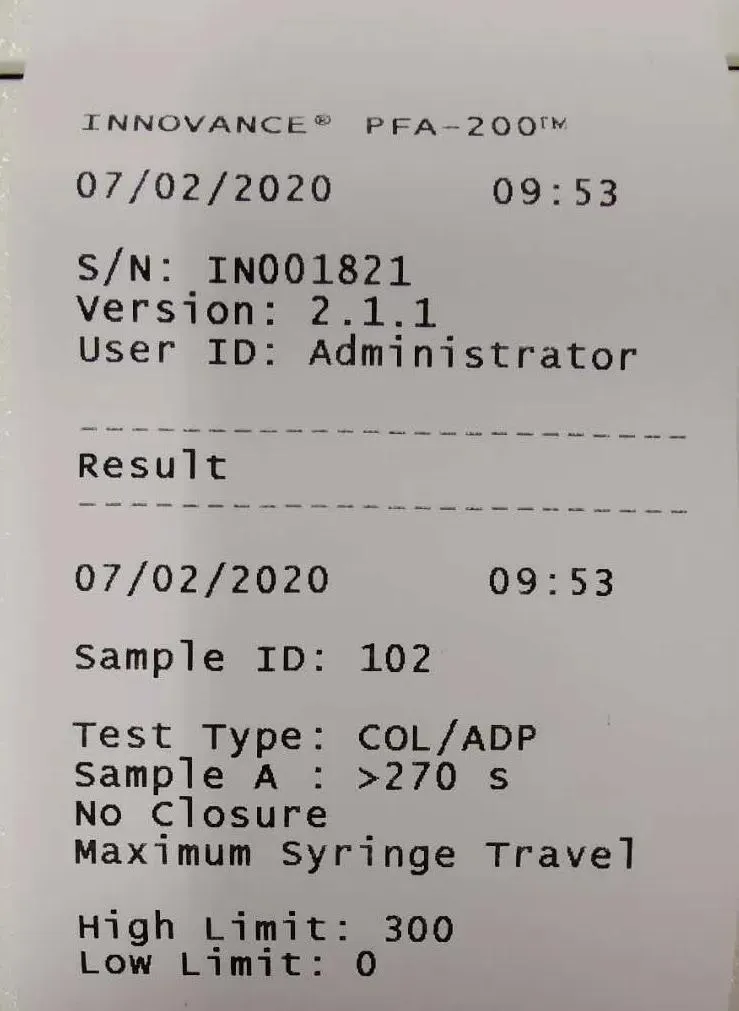 INNOVANCE® PFA-200™
07/02/2020 09:53
S/N: IN001821
Version: 2.1.1
User ID: Administrator
------------------------
Result
------------------------
07/02/2020 09:53
Sample ID: 102
Test Type: COL/ADP
Sample A : >270 s
No Closure
Maximum Syringe Travel
High Limit: 300
Low Limit: 0